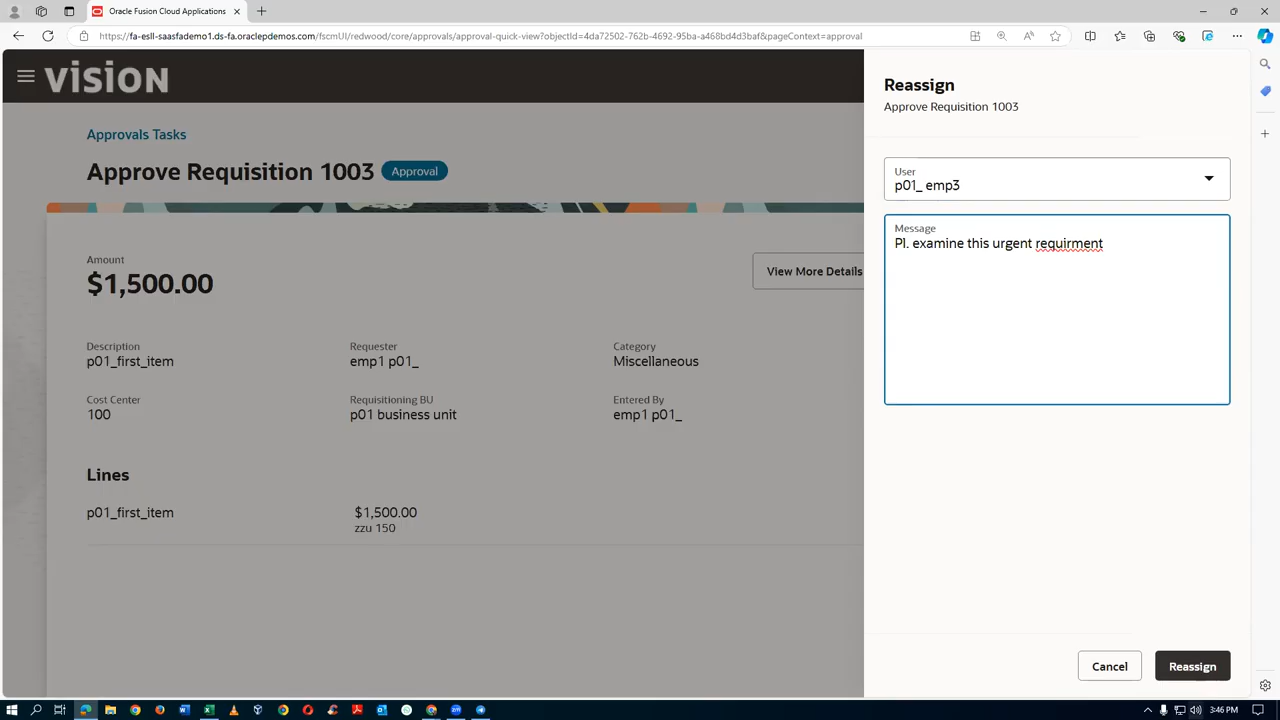 Oracle Fusion Cloud Applications
https://fa-esll-saasfademo1.ds-fa.oraclepdemos.com/fscmUI/redwood/core/approvals/approval-quick-view?objectId=4da72502-762b-4692-95ba-a468bd4d3baf&pageContext=approval
vision
Approvals Tasks
Approve Requisition 1003 Approval
Amount
$1,500.00
View More Details
Description Requester Category
p01_first_item emp1 p01_ Miscellaneous
Cost Center Requisitioning BU Entered By
100 p01 business unit emp1 p01_
Lines
p01_first_item $1,500.00
zzu 150
Reassign
Approve Requisition 1003
User
p01_ emp3
Message
Pl. examine this urgent requirment
Cancel Reassign
3:46 PM